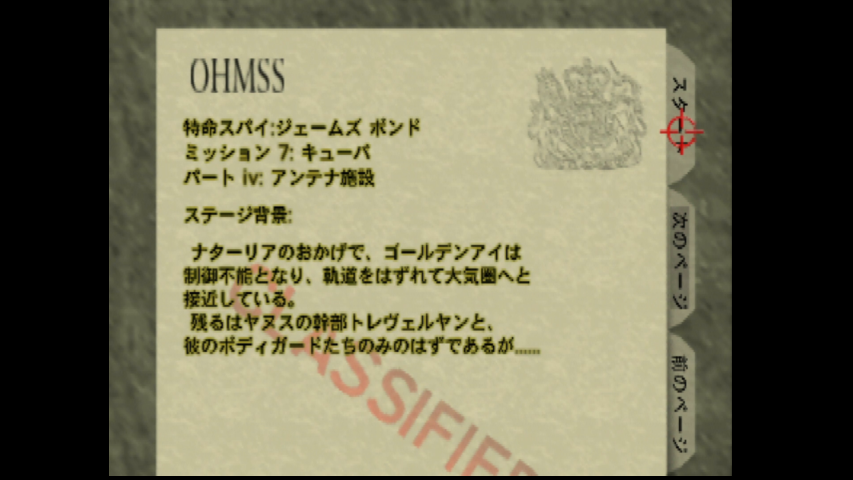 OHMSS
特命スパイ:ジェームズ ボンド
ミッション 7: キューバ
パート iv: アンテナ施設
ステージ背景:
ナターリアのおかげで、ゴールデンアイは
制御不能となり、軌道をはずれて大気圏へと
接近している。
残るはヤヌスの幹部トレヴェルヤンと、
彼のボディガードたちのみのはずであるが......
CLASSIFIED
スタート
次のページ
前のページ